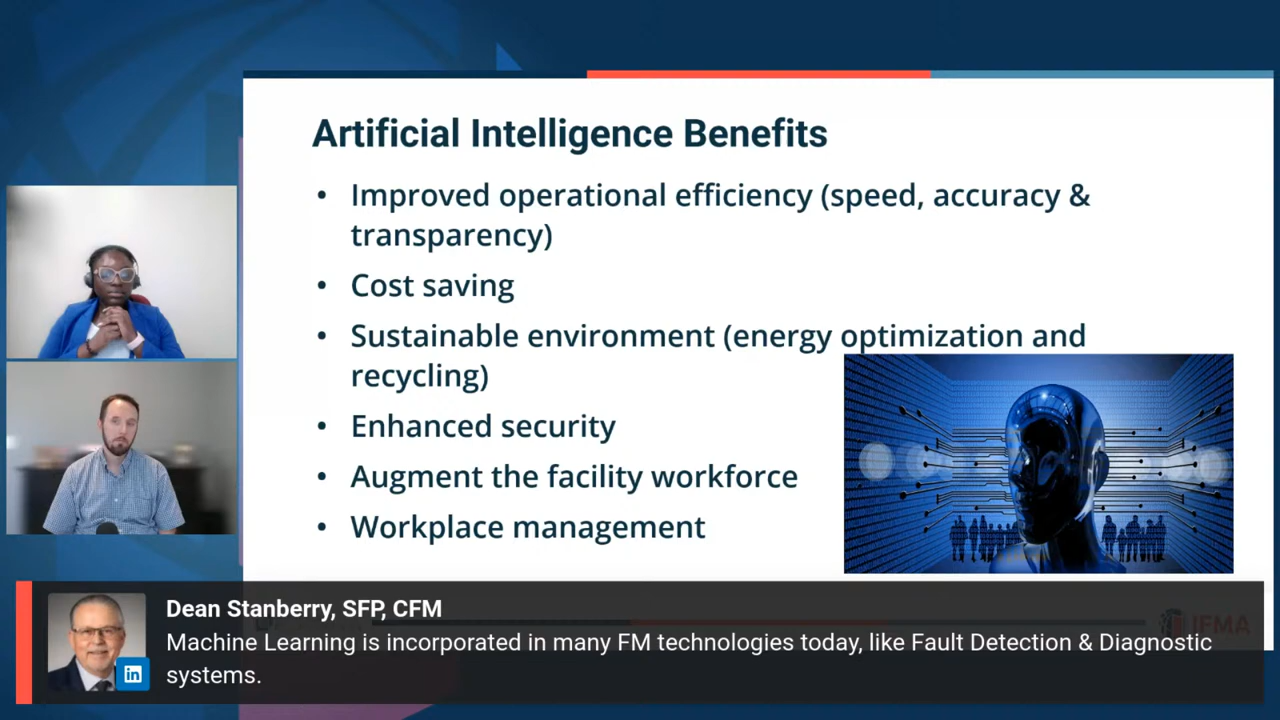 Artificial Intelligence Benefits
• Improved operational efficiency (speed, accuracy &
transparency)
• Cost saving
• Sustainable environment (energy optimization and
recycling)
• Enhanced security
• Augment the facility workforce
• Workplace management
IFMA
Dean Stanberry, SFP, CFM
Machine Learning is incorporated in many FM technologies today, like Fault Detection & Diagnostic
systems.
in